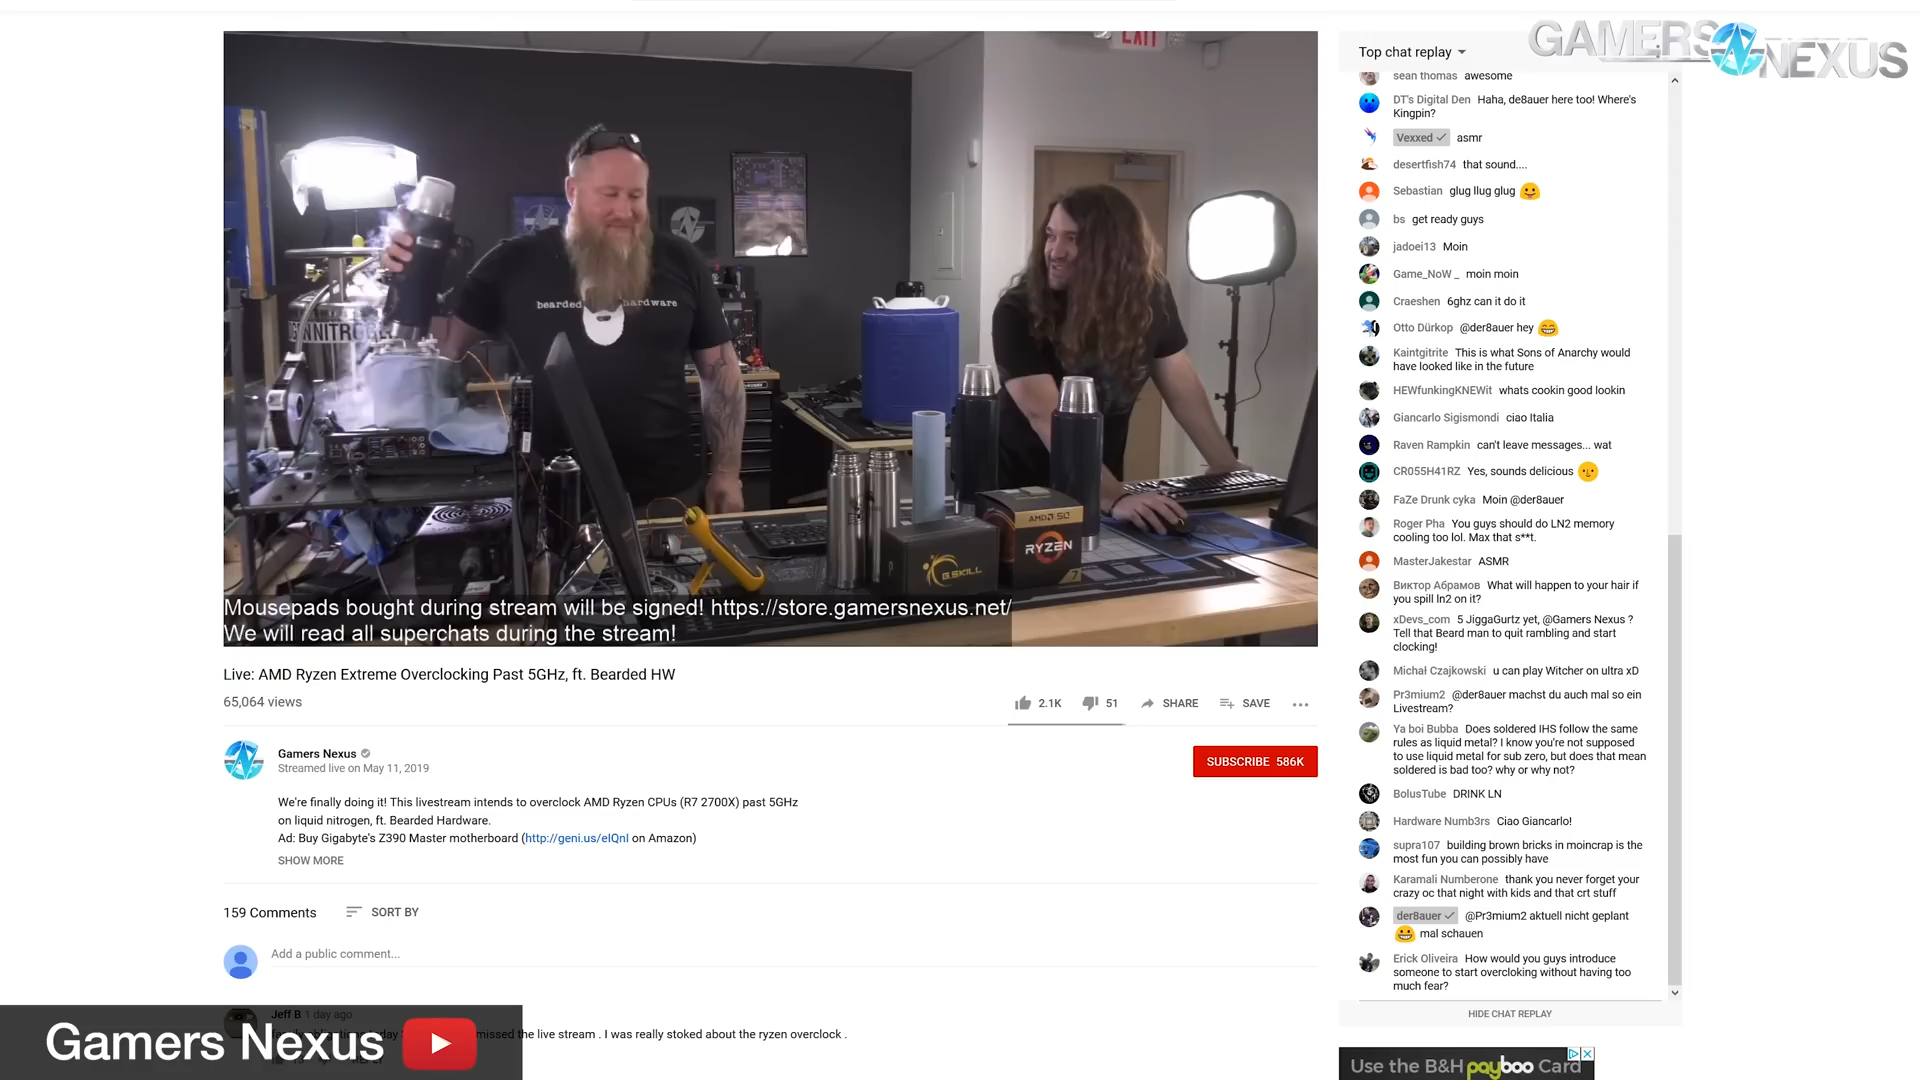 GAMERS NEXUS
EXIT
bearded hardware
AMD 50
RYZEN
7
G.SKILL
Mousepads bought during stream will be signed! https://store.gamersnexus.net/
We will read all superchats during the stream!
Live: AMD Ryzen Extreme Overclocking Past 5GHz, ft. Bearded HW
65,064 views
2.1K
51
SHARE
SAVE
Gamers Nexus
Streamed live on May 11, 2019
SUBSCRIBE 586K
We're finally doing it! This livestream intends to overclock AMD Ryzen CPUs (R7 2700X) past 5GHz
on liquid nitrogen, ft. Bearded Hardware.
Ad: Buy Gigabyte's Z390 Master motherboard (http://geni.us/eIQnI on Amazon)
SHOW MORE
159 Comments
SORT BY
Add a public comment...
Jeff B 1 day ago
missed the live stream . I was really stoked about the ryzen overclock .
Gamers Nexus
Top chat replay
sean thomas awesome
DT's Digital Den Haha, de8auer here too! Where's
Kingpin?
Vexxed asmr
desertfish74 that sound....
Sebastian glug llug glug
bs get ready guys
jadoei13 Moin
Game_NoW _ moin moin
Craeshen 6ghz can it do it
Otto Dürkop @der8auer hey
Kaintgitrite This is what Sons of Anarchy would
have looked like in the future
HEWfunkingKNEWit whats cookin good lookin
Giancarlo Sigismondi ciao Italia
Raven Rampkin can't leave messages... wat
CR055H41RZ Yes, sounds delicious
FaZe Drunk cyka Moin @der8auer
Roger Pha You guys should do LN2 memory
cooling too lol. Max that s**t.
MasterJakestar ASMR
Виктор Абрамов What will happen to your hair if
you spill ln2 on it?
xDevs_com 5 JiggaGurtz yet, @Gamers Nexus ?
Tell that Beard man to quit rambling and start
clocking!
Michał Czajkowski u can play Witcher on ultra xD
Pr3mium2 @der8auer machst du auch mal so ein
Livestream?
Ya boi Bubba Does soldered IHS follow the same
rules as liquid metal? I know you're not supposed
to use liquid metal for sub zero, but does that mean
soldered is bad too? why or why not?
BolusTube DRINK LN
Hardware Numb3rs Ciao Giancarlo!
supra107 building brown bricks in moincrap is the
most fun you can possibly have
Karamali Numberone thank you never forget your
crazy oc that night with kids and that crt stuff
der8auer @Pr3mium2 aktuell nicht geplant
mal schauen
Erick Oliveira How would you guys introduce
someone to start overcloking without having too
much fear?
HIDE CHAT REPLAY
Use the B&H payboo Card